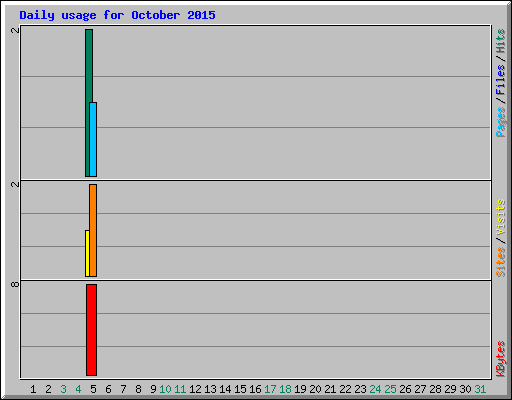 Daily usage for October 2015
2
2
8
Pages / Files / Hits
Sites / Visits
KBytes
1 2 3 4 5 6 7 8 9 10 11 12 13 14 15 16 17 18 19 20 21 22 23 24 25 26 27 28 29 30 31